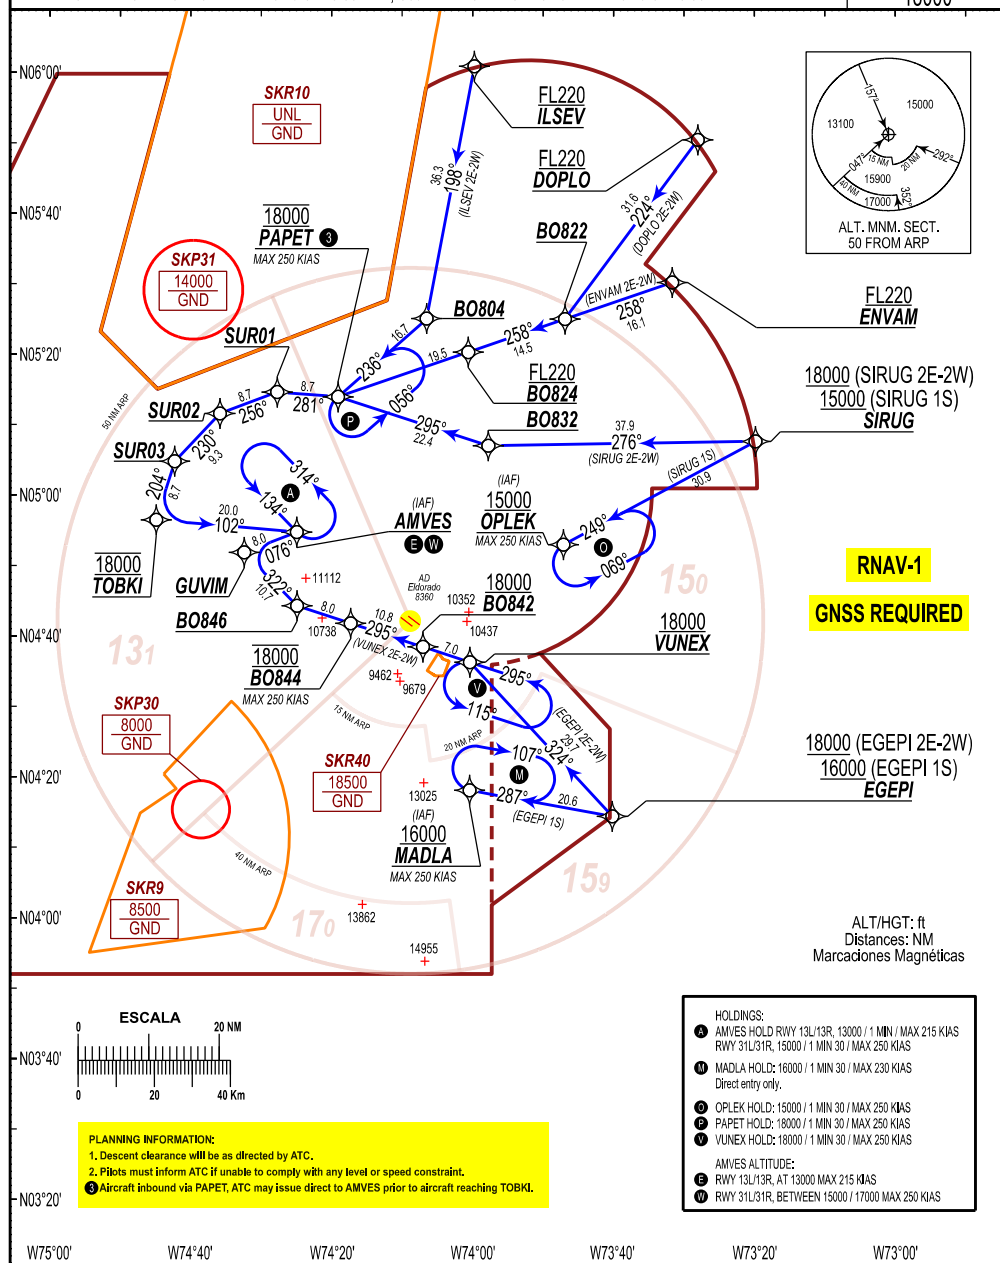 N06°00'
N05°40'
N05°20'
N05°00'
N04°40'
N04°20'
N04°00'
N03°40'
N03°20'
W75°00'
W74°40'
W74°20'
W74°00'
W73°40'
W73°20'
W73°00'
SKR10
UNL
GND
SKP31
14000
GND
18000
PAPET 3
MAX 250 KIAS
FL220
ILSEV
FL220
DOPLO
BO822
36.3
198°
(ILSEV 2E-2W)
31.6
224°
(DOPLO 2E-2W)
157°
15000
13100
047°
15 NM
20 NM
292°
40 NM
15900
17000
352°
ALT. MNM. SECT.
50 FROM ARP
FL220
ENVAM
(ENVAM 2E-2W)
258°
16.1
258°
14.5
BO804
16.7
236°
19.5
056°
FL220
BO824
BO832
295°
22.4
P
SUR01
8.7
281°
SUR02
8.7
256°
SUR03
230°
9.3
50 NM ARP
204°
8.7
18000
TOBKI
20.0
102°
314°
A
134°
(IAF)
AMVES
E W
(IAF)
15000
OPLEK
MAX 250 KIAS
18000 (SIRUG 2E-2W)
15000 (SIRUG 1S)
SIRUG
37.9
276°
(SIRUG 2E-2W)
(SIRUG 1S)
30.9
249°
O
069°
RNAV-1
GNSS REQUIRED
GUVIM
8.0
076°
BO846
322°
10.7
11112
8.0
10738
18000
BO844
MAX 250 KIAS
AD
Eldorado
8360
10.8
295°
(VUNEX 2E-2W)
10352
10437
18000
BO842
7.0
18000
VUNEX
9462
9679
295°
V
115°
15 NM ARP
20 NM ARP
40 NM ARP
131
150
159
170
SKP30
8000
GND
SKR40
18500
GND
SKR9
8500
GND
(EGEPI 2E-2W)
29.7
324°
107°
M
287°
20.6
(EGEPI 1S)
18000 (EGEPI 2E-2W)
16000 (EGEPI 1S)
EGEPI
13025
(IAF)
16000
MADLA
MAX 250 KIAS
13862
14955
ALT/HGT: ft
Distances: NM
Marcaciones Magnéticas
ESCALA
0 20 NM
0 20 40 Km
PLANNING INFORMATION:
1. Descent clearance will be as directed by ATC.
2. Pilots must inform ATC if unable to comply with any level or speed constraint.
3 Aircraft inbound via PAPET, ATC may issue direct to AMVES prior to aircraft reaching TOBKI.
HOLDINGS:
A AMVES HOLD RWY 13L/13R, 13000 / 1 MIN / MAX 215 KIAS
RWY 31L/31R, 15000 / 1 MIN 30 / MAX 250 KIAS
M MADLA HOLD: 16000 / 1 MIN 30 / MAX 230 KIAS
Direct entry only.
O OPLEK HOLD: 15000 / 1 MIN 30 / MAX 250 KIAS
P PAPET HOLD: 18000 / 1 MIN 30 / MAX 250 KIAS
V VUNEX HOLD: 18000 / 1 MIN 30 / MAX 250 KIAS
AMVES ALTITUDE:
E RWY 13L/13R, AT 13000 MAX 215 KIAS
W RWY 31L/31R, BETWEEN 15000 / 17000 MAX 250 KIAS